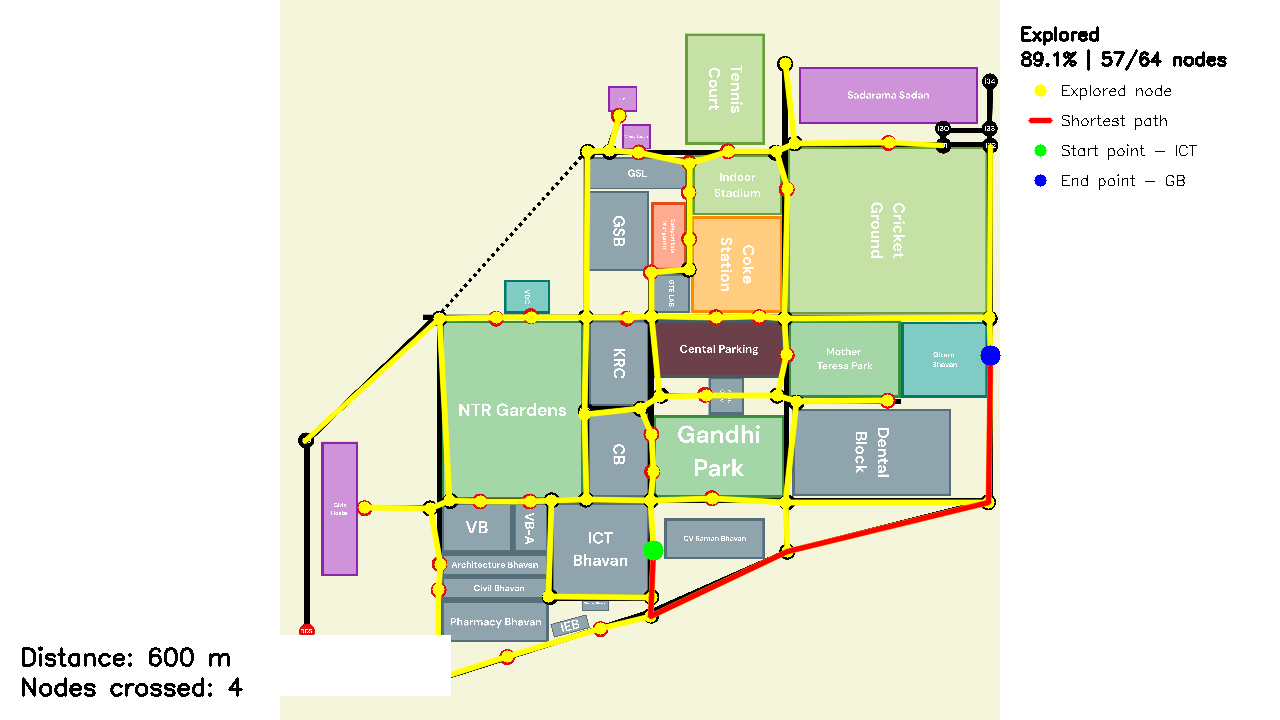 Explored
89.1% | 57/64 nodes
Explored node
Shortest path
Start point - ICT
End point - GB
Tennis
Court
Sadarama Sadan
134
130
133
GSL
Indoor
Stadium
GSB
Coke
Station
Cricket
Ground
VDC
GTE LAB
KRC
Cental Parking
Mother
Teresa Park
Gitam
Bhavan
NTR Gardens
CB
Gandhi
Park
Dental
Block
Girls
VB
VB-A
ICT
Bhavan
CV Raman Bhavan
Architecture Bhavan
Civil Bhavan
Pharmacy Bhavan
IEB
Distance: 600 m
Nodes crossed: 4